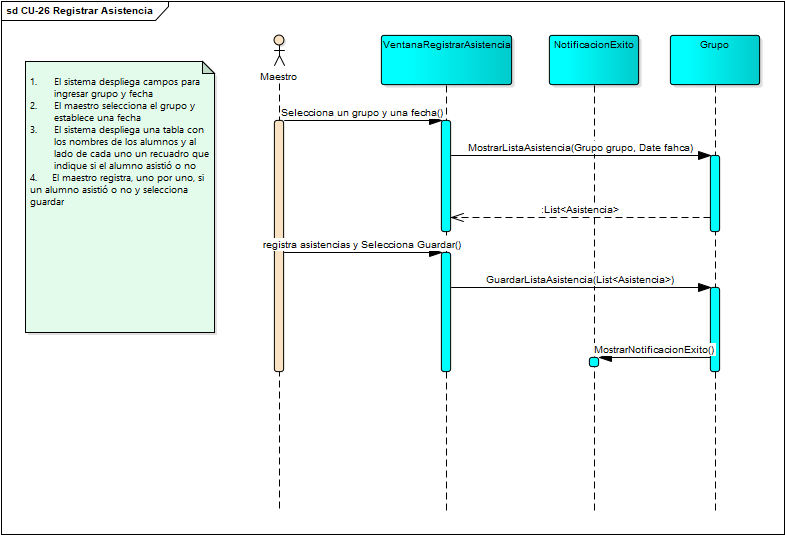 sd CU-26 Registrar Asistencia
1. El sistema despliega campos para
ingresar grupo y fecha
2. El maestro selecciona el grupo y
establece una fecha
3. El sistema despliega una tabla con
los nombres de los alumnos y al
lado de cada uno un recuadro que
indique si el alumno asistió o no
4. El maestro registra, uno por uno, si
un alumno asistió o no y selecciona
guardar
Maestro
VentanaRegistrarAsistencia
NotificacionExito
Grupo
Selecciona un grupo y una fecha()
MostrarListaAsistencia(Grupo grupo, Date fahca)
:List<Asistencia>
registra asistencias y Selecciona Guardar()
GuardarListaAsistencia(List<Asistencia>)
MostrarNotificacionExito()